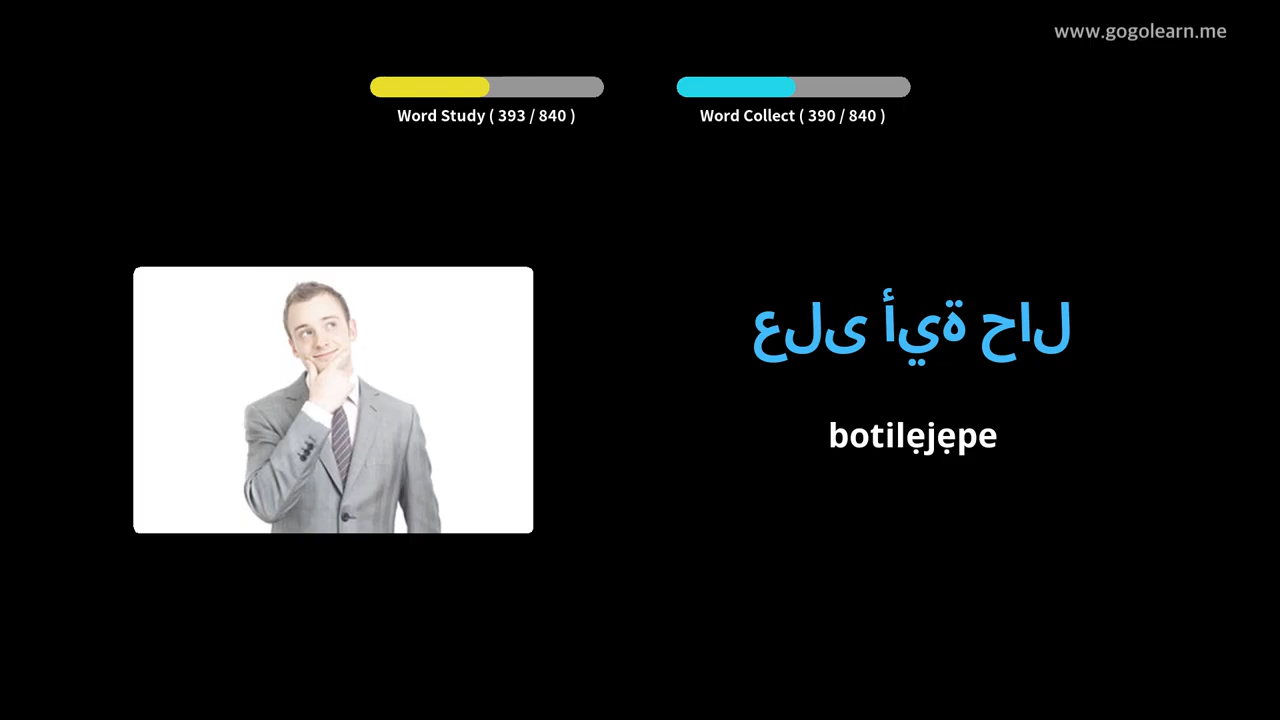 www.gogolearn.me
Word Study ( 393 / 840 )
Word Collect ( 390 / 840 )
على أية حال
botilẹjẹpe